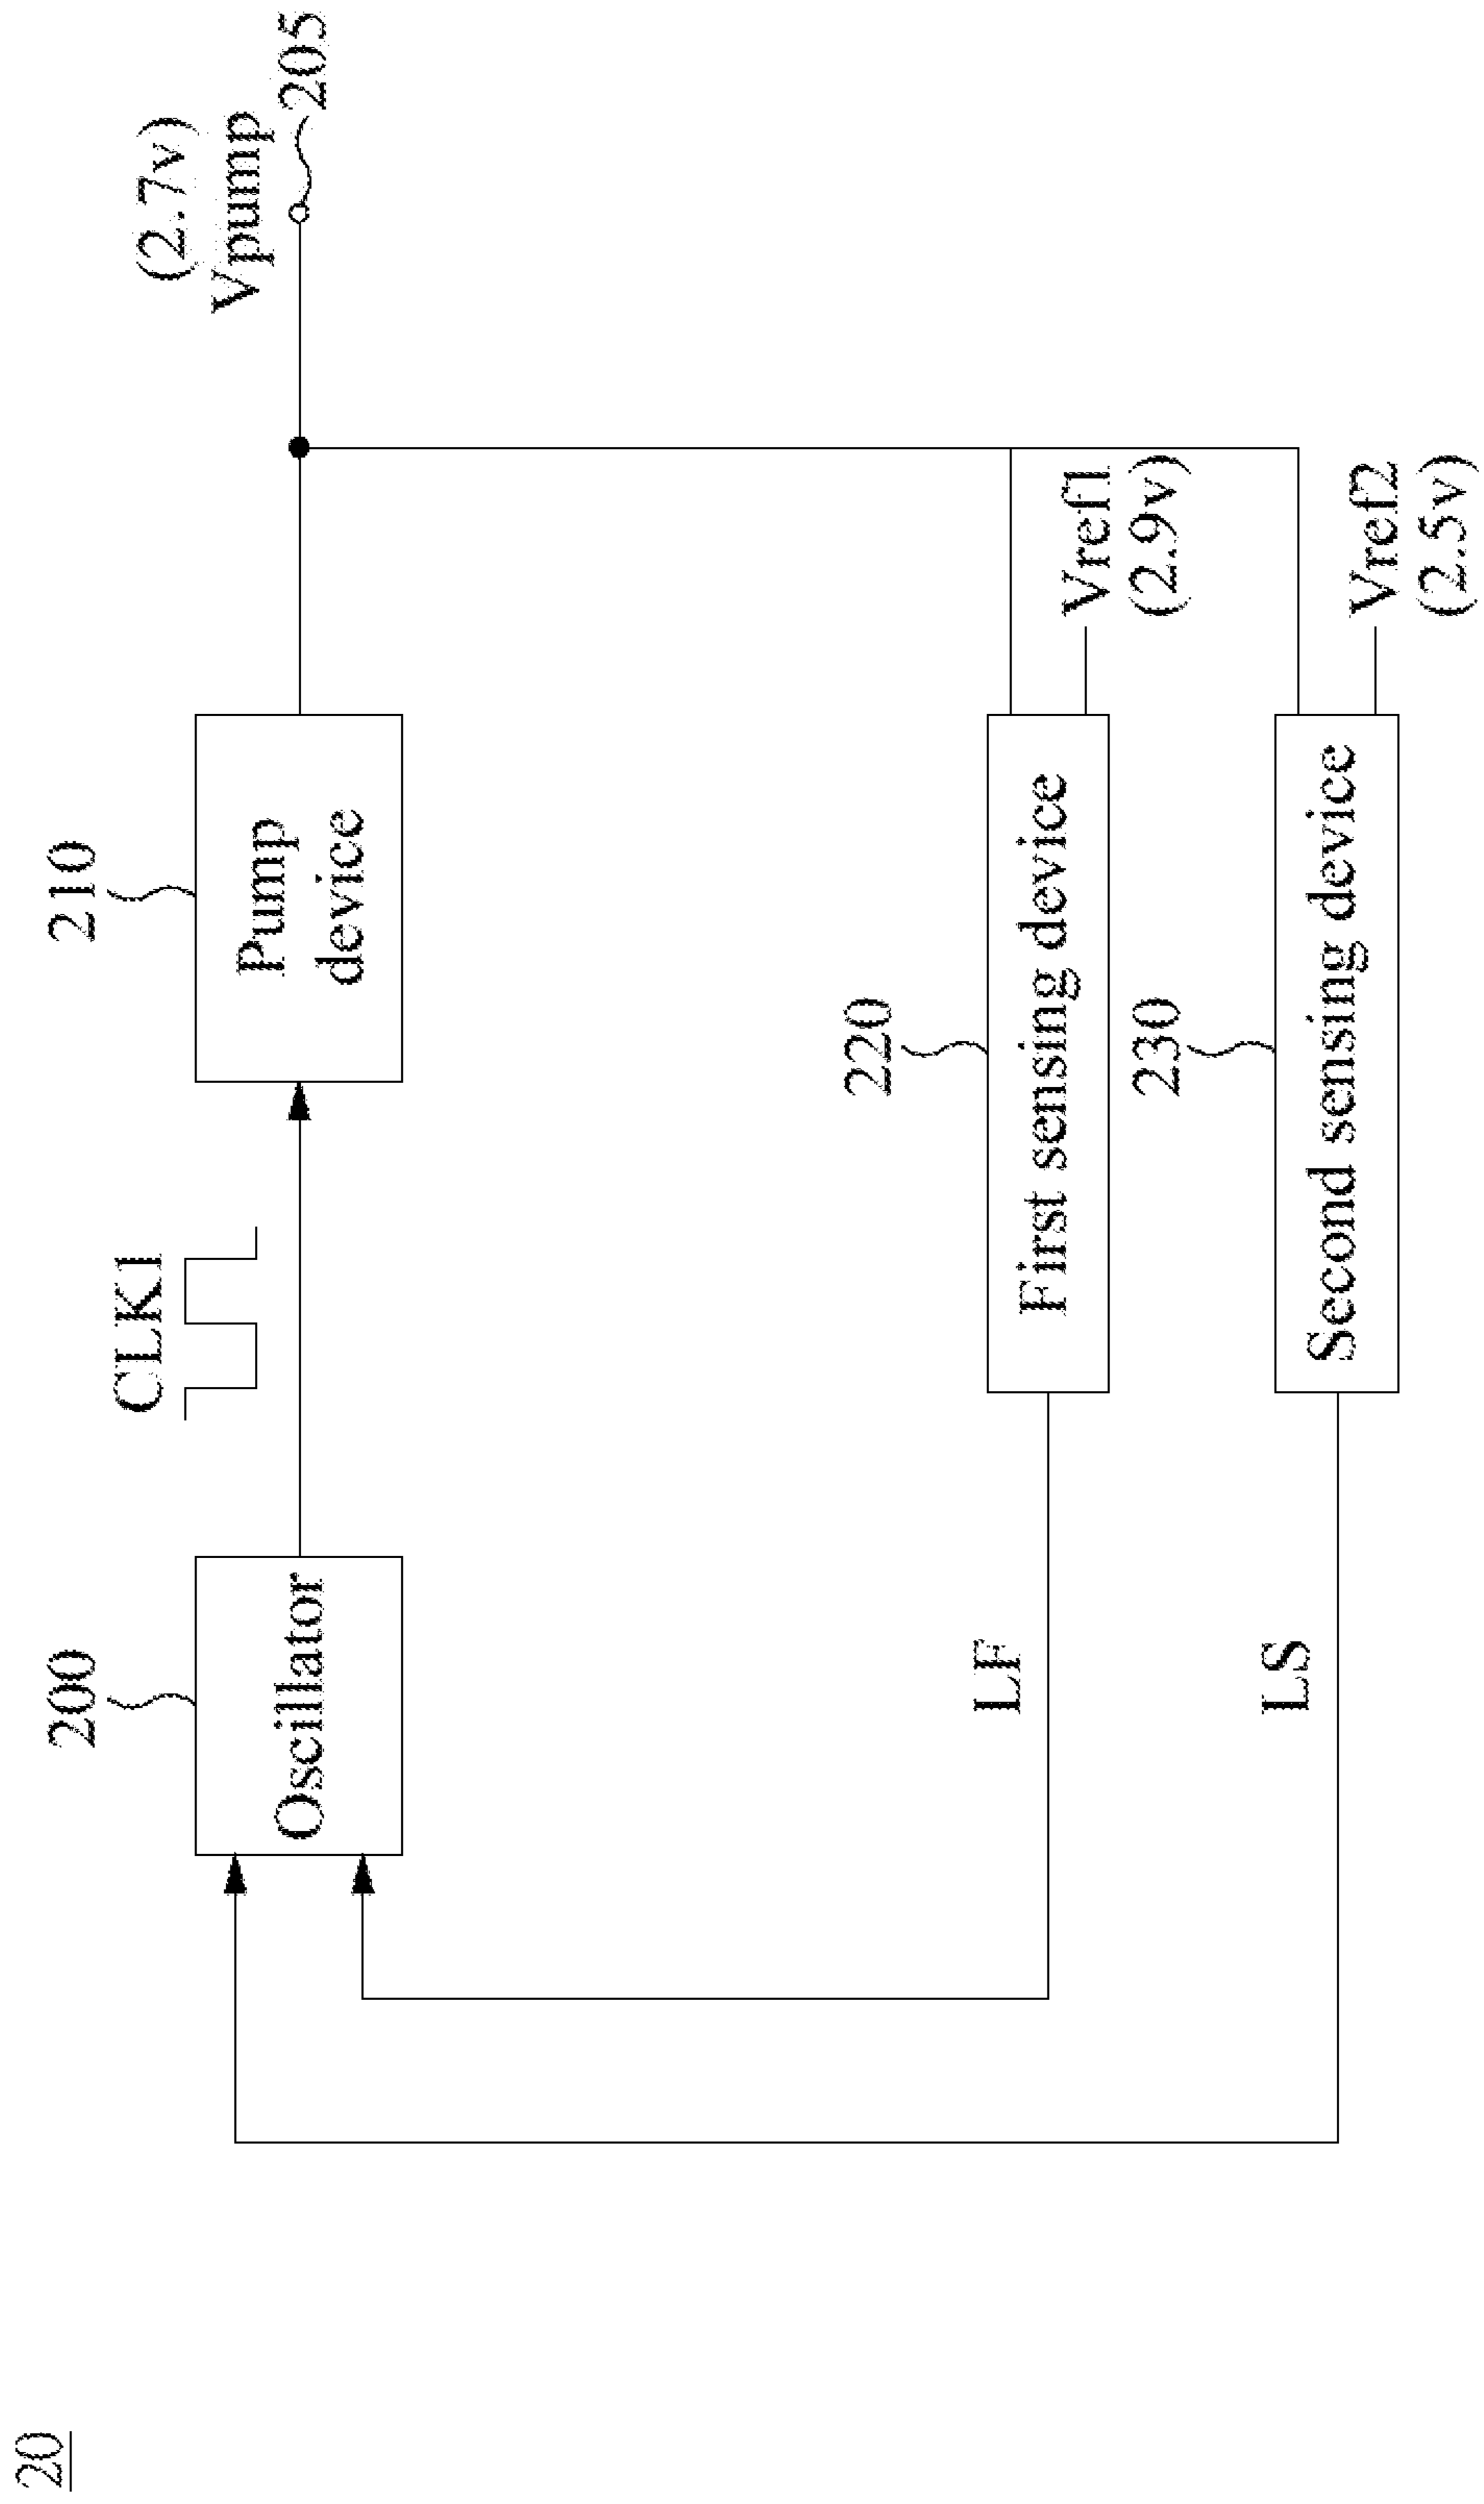 20
200
Oscillator
CLK1
210
Pump
device
(2.7v)
Vpump
205
220
First sensing device
Vref1
(2.9v)
LF
230
Second sensing device
Vref2
(2.5v)
LS